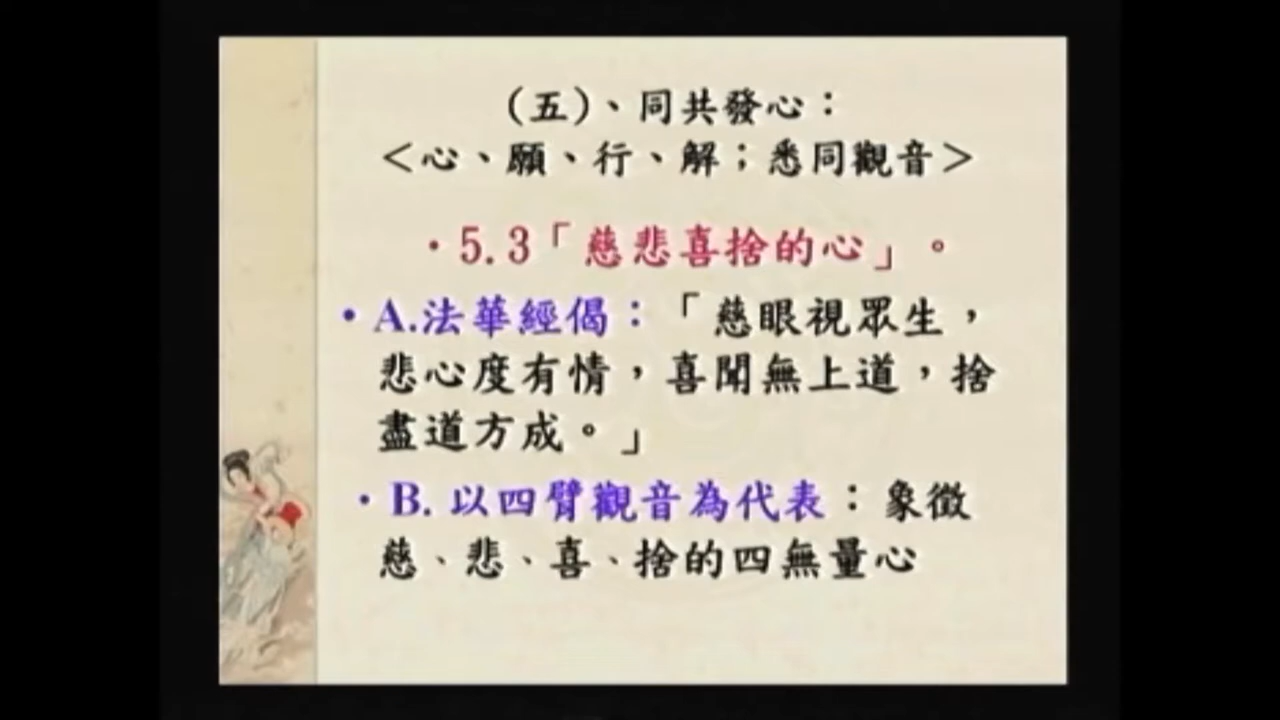 (五)、同共發心：
＜心、願、行、解；悉同觀音＞
・5.3「慈悲喜捨的心」。
・A.法華經偈：「慈眼視眾生，
悲心度有情，喜聞無上道，捨
盡道方成。」
・B. 以四臂觀音為代表：象徵
慈、悲、喜、捨的四無量心